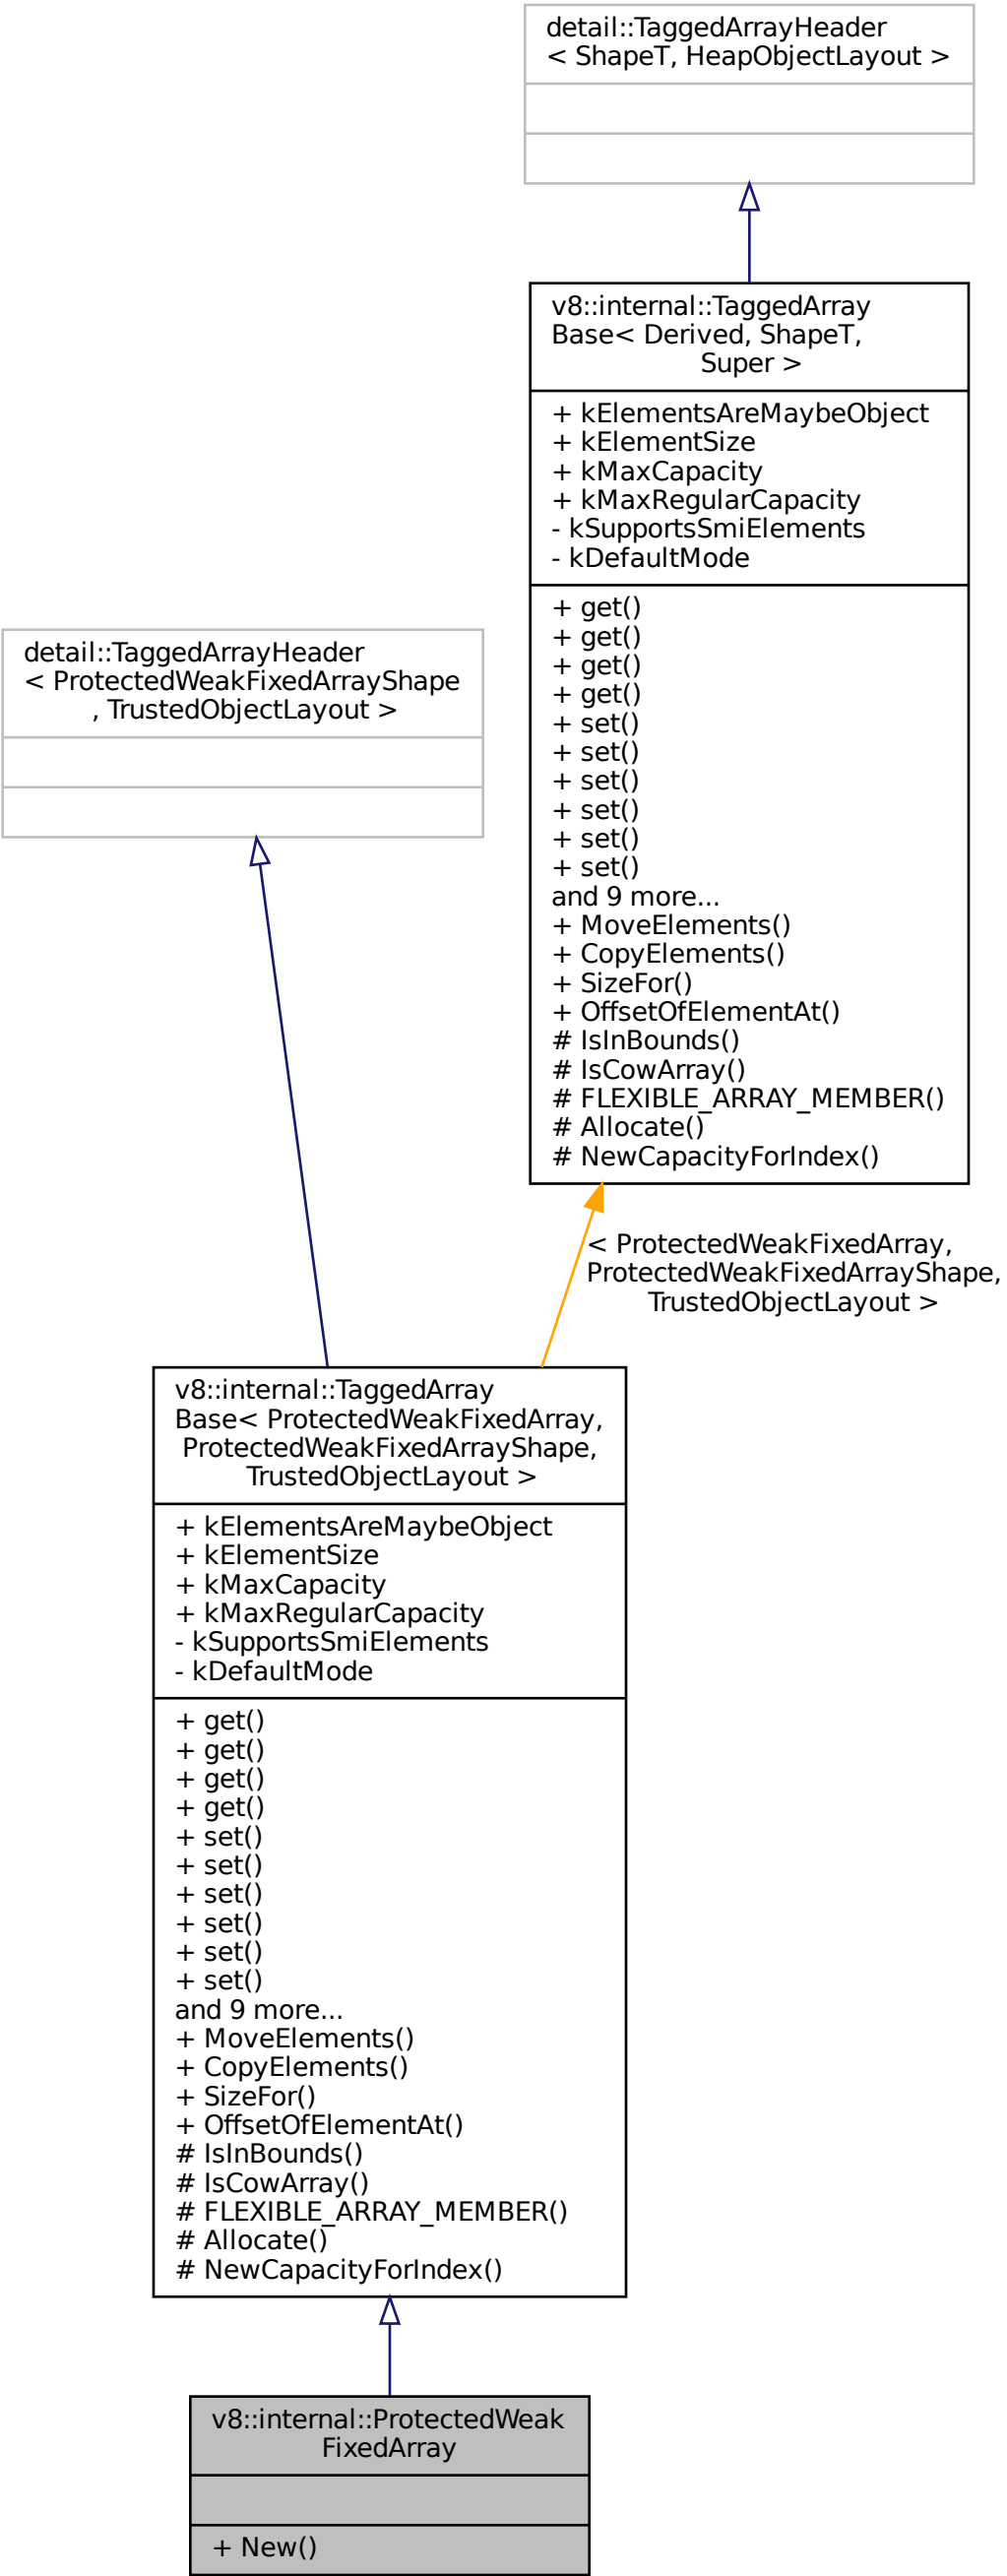 detail::TaggedArrayHeader
< ShapeT, HeapObjectLayout >
v8::internal::TaggedArray
Base< Derived, ShapeT,
Super >
+ kElementsAreMaybeObject
+ kElementSize
+ kMaxCapacity
+ kMaxRegularCapacity
- kSupportsSmiElements
- kDefaultMode
+ get()
+ get()
+ get()
+ get()
+ set()
+ set()
+ set()
+ set()
+ set()
+ set()
and 9 more...
+ MoveElements()
+ CopyElements()
+ SizeFor()
+ OffsetOfElementAt()
# IsInBounds()
# IsCowArray()
# FLEXIBLE_ARRAY_MEMBER()
# Allocate()
# NewCapacityForIndex()
detail::TaggedArrayHeader
< ProtectedWeakFixedArrayShape
, TrustedObjectLayout >
< ProtectedWeakFixedArray,
ProtectedWeakFixedArrayShape,
TrustedObjectLayout >
v8::internal::TaggedArray
Base< ProtectedWeakFixedArray,
ProtectedWeakFixedArrayShape,
TrustedObjectLayout >
+ kElementsAreMaybeObject
+ kElementSize
+ kMaxCapacity
+ kMaxRegularCapacity
- kSupportsSmiElements
- kDefaultMode
+ get()
+ get()
+ get()
+ get()
+ set()
+ set()
+ set()
+ set()
+ set()
+ set()
and 9 more...
+ MoveElements()
+ CopyElements()
+ SizeFor()
+ OffsetOfElementAt()
# IsInBounds()
# IsCowArray()
# FLEXIBLE_ARRAY_MEMBER()
# Allocate()
# NewCapacityForIndex()
v8::internal::ProtectedWeak
FixedArray
+ New()